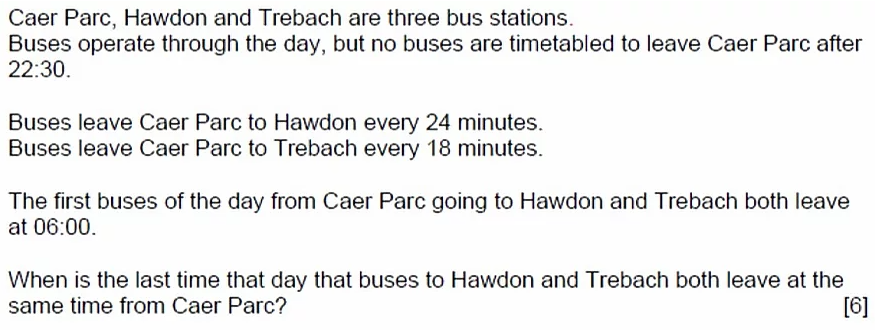 Caer Parc, Hawdon and Trebach are three bus stations.
Buses operate through the day, but no buses are timetabled to leave Caer Parc after
22:30.
Buses leave Caer Parc to Hawdon every 24 minutes.
Buses leave Caer Parc to Trebach every 18 minutes.
The first buses of the day from Caer Parc going to Hawdon and Trebach both leave
at 06:00.
When is the last time that day that buses to Hawdon and Trebach both leave at the
same time from Caer Parc? [6]